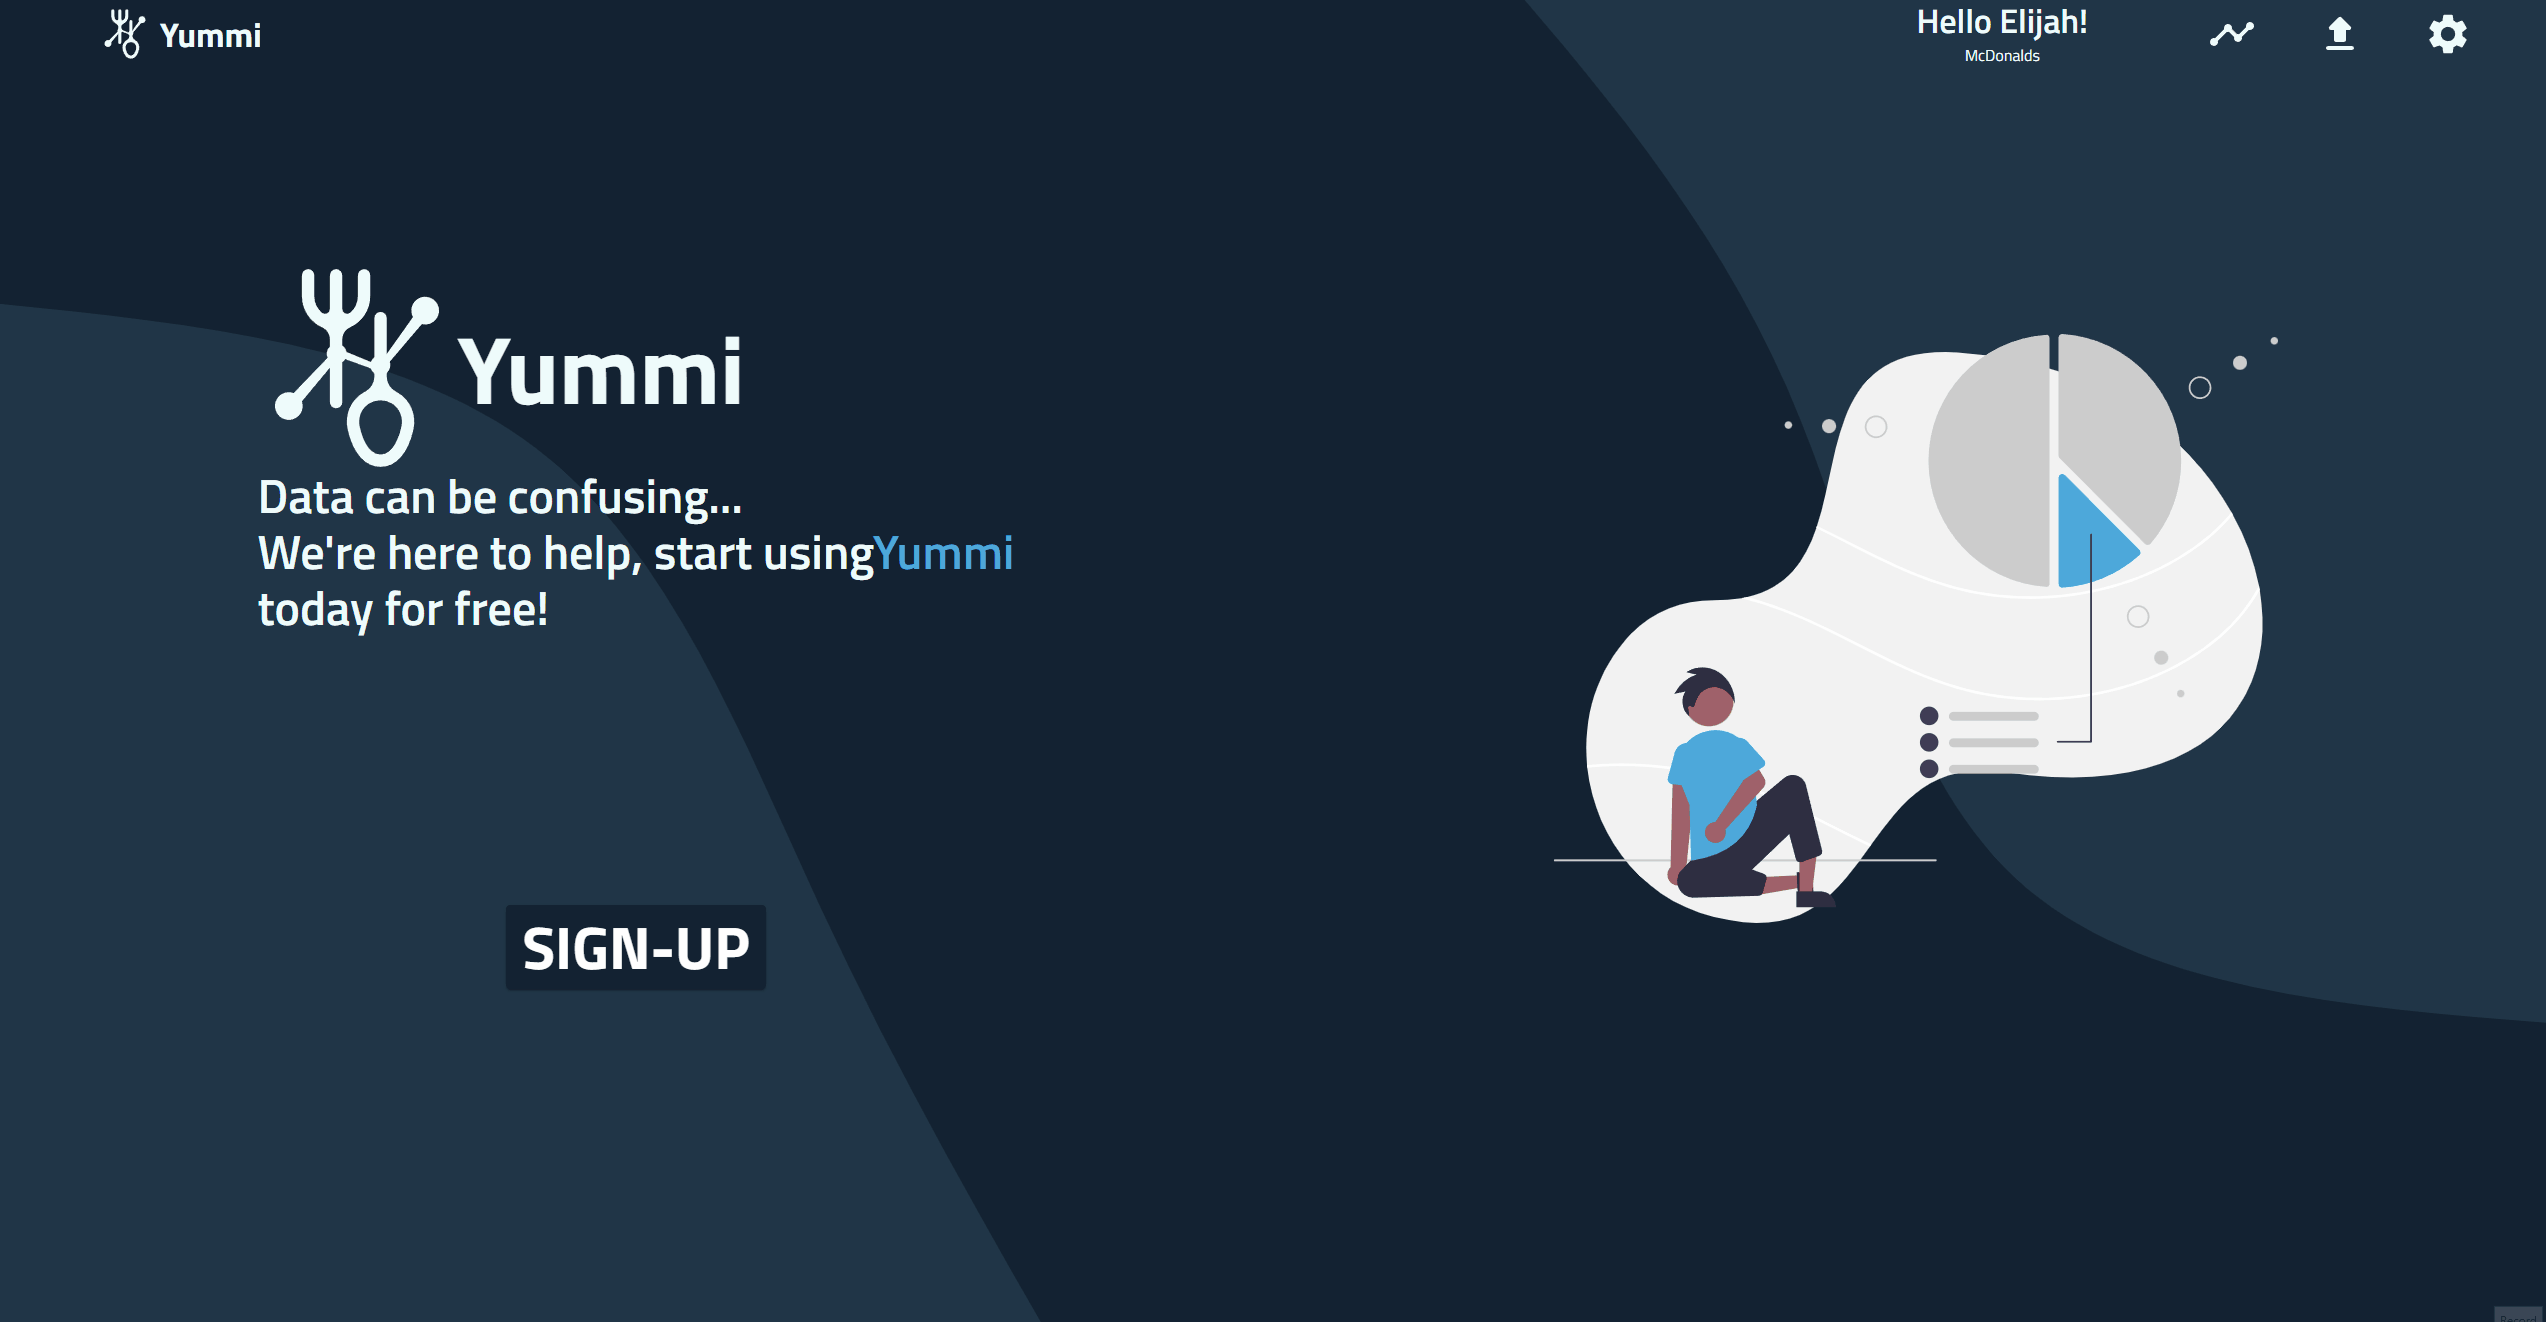 Yummi
Hello Elijah!
McDonalds
Yummi
Data can be confusing...
We're here to help, start usingYummi
today for free!
SIGN-UP